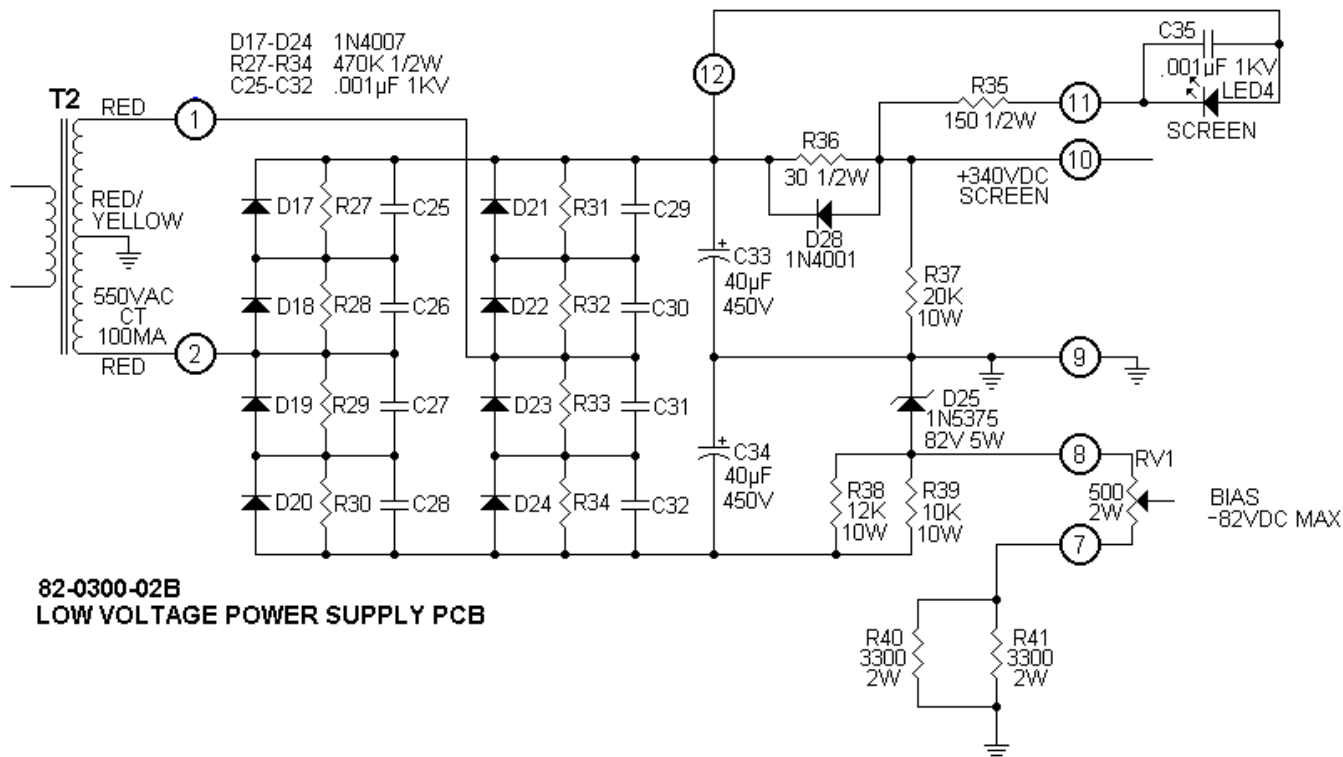 D17-D24 1N4007
R27-R34 470K 1/2W
C25-C32 .001µF 1KV
T2
RED
1
RED/
YELLOW
550VAC
CT
100MA
2
RED
D17
R27
C25
D21
R31
C29
D18
R28
C26
D22
R32
C30
D19
R29
C27
D23
R33
C31
D20
R30
C28
D24
R34
C32
12
+
C33
40µF
450V
+
C34
40µF
450V
R36
30 1/2W
D28
1N4001
R35
150 1/2W
11
C35
.001µF 1KV
LED4
SCREEN
10
+340VDC
SCREEN
R37
20K
10W
9
D25
1N5375
82V 5W
8
RV1
500
2W
BIAS
-82VDC MAX
R38
12K
10W
R39
10K
10W
7
R40
3300
2W
R41
3300
2W
82-0300-02B
LOW VOLTAGE POWER SUPPLY PCB